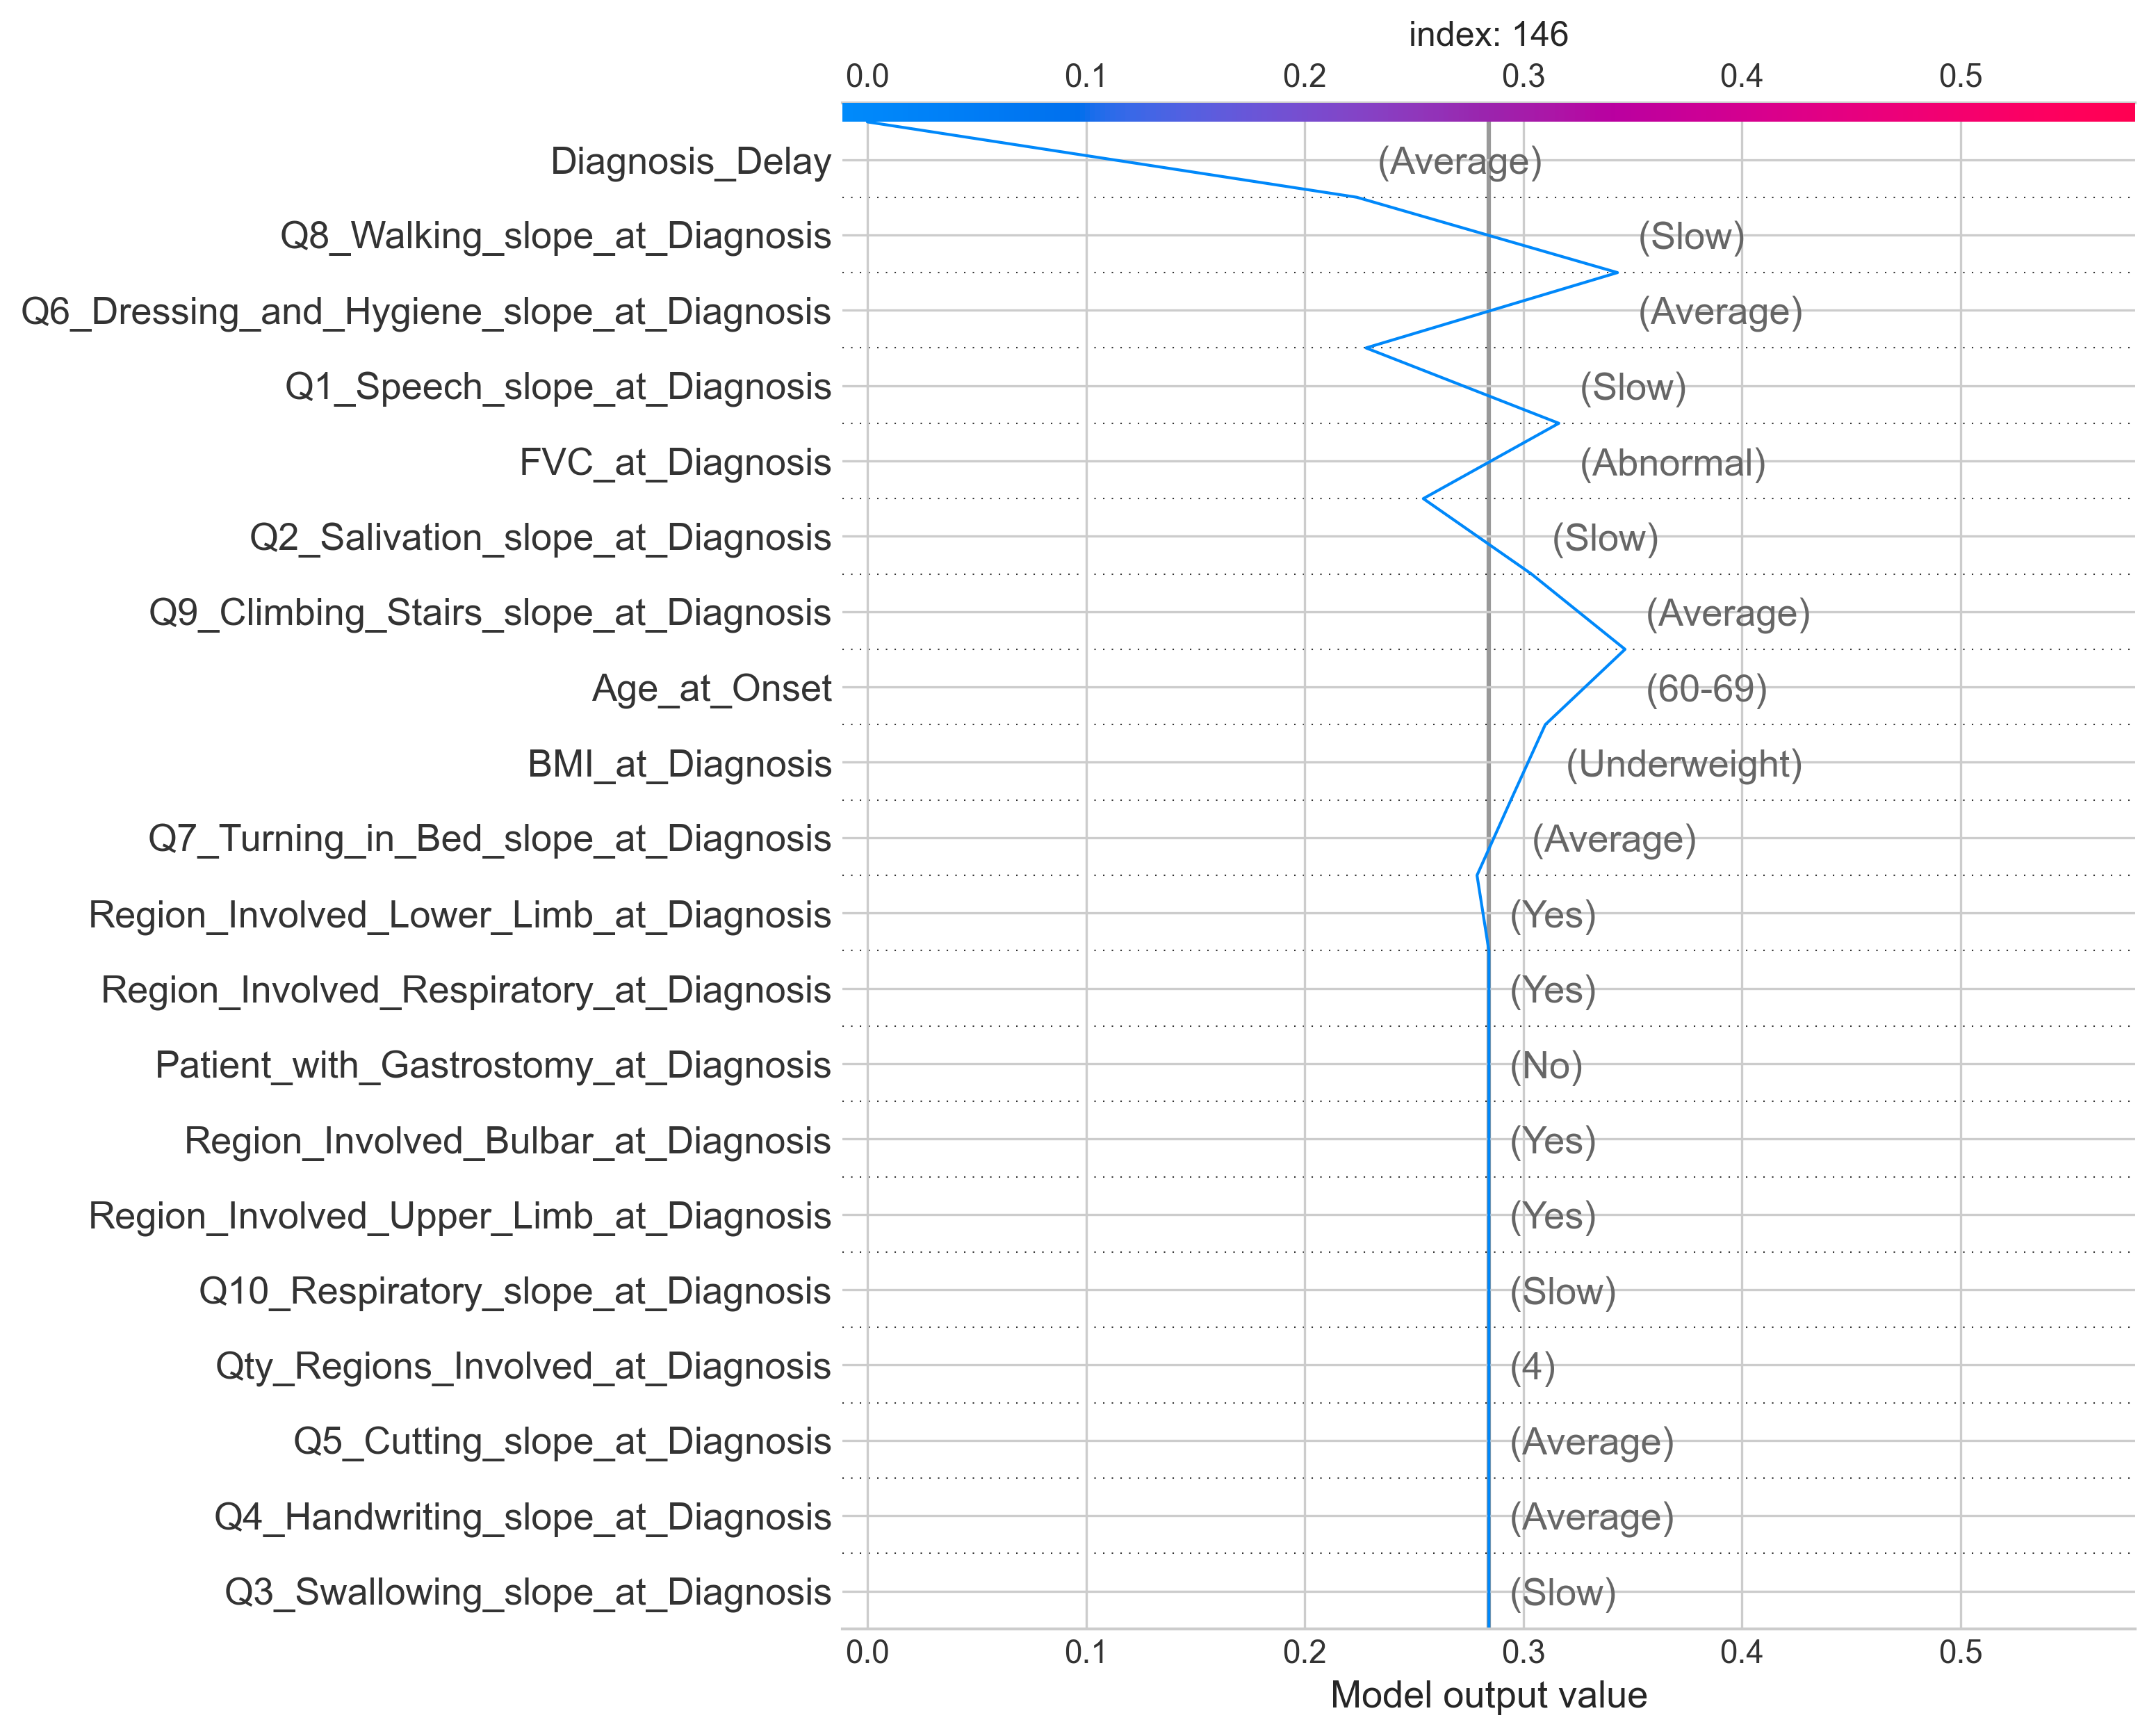 index: 146
0.0 0.1 0.2 0.3 0.4 0.5
Diagnosis_Delay (Average)
Q8_Walking_slope_at_Diagnosis (Slow)
Q6_Dressing_and_Hygiene_slope_at_Diagnosis (Average)
Q1_Speech_slope_at_Diagnosis (Slow)
FVC_at_Diagnosis (Abnormal)
Q2_Salivation_slope_at_Diagnosis (Slow)
Q9_Climbing_Stairs_slope_at_Diagnosis (Average)
Age_at_Onset (60-69)
BMI_at_Diagnosis (Underweight)
Q7_Turning_in_Bed_slope_at_Diagnosis (Average)
Region_Involved_Lower_Limb_at_Diagnosis (Yes)
Region_Involved_Respiratory_at_Diagnosis (Yes)
Patient_with_Gastrostomy_at_Diagnosis (No)
Region_Involved_Bulbar_at_Diagnosis (Yes)
Region_Involved_Upper_Limb_at_Diagnosis (Yes)
Q10_Respiratory_slope_at_Diagnosis (Slow)
Qty_Regions_Involved_at_Diagnosis (4)
Q5_Cutting_slope_at_Diagnosis (Average)
Q4_Handwriting_slope_at_Diagnosis (Average)
Q3_Swallowing_slope_at_Diagnosis (Slow)
0.0 0.1 0.2 0.3 0.4 0.5
Model output value